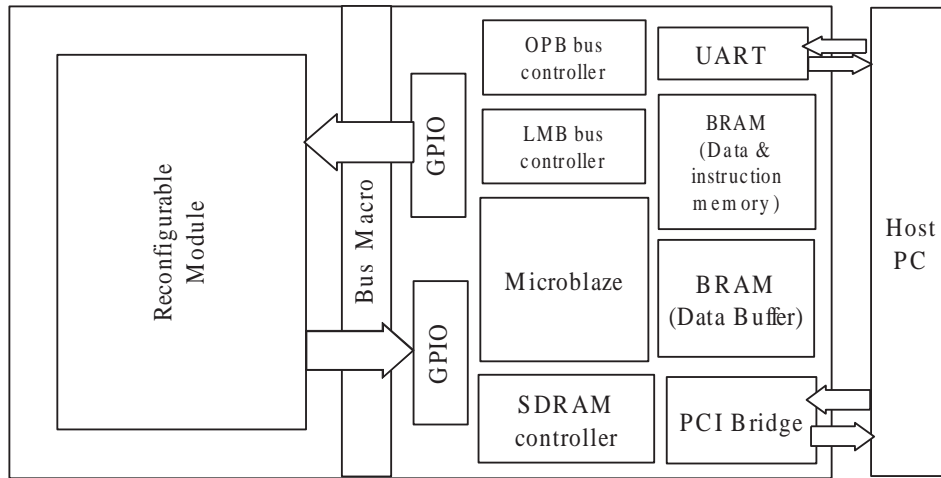 Reconfigurable
Module
Bus Macro
GPIO
GPIO
OPB bus
controller
LMB bus
controller
Microblaze
SDRAM
controller
UART
BRAM
(Data &
instruction
memory)
BRAM
(Data Buffer)
PCI Bridge
Host
PC